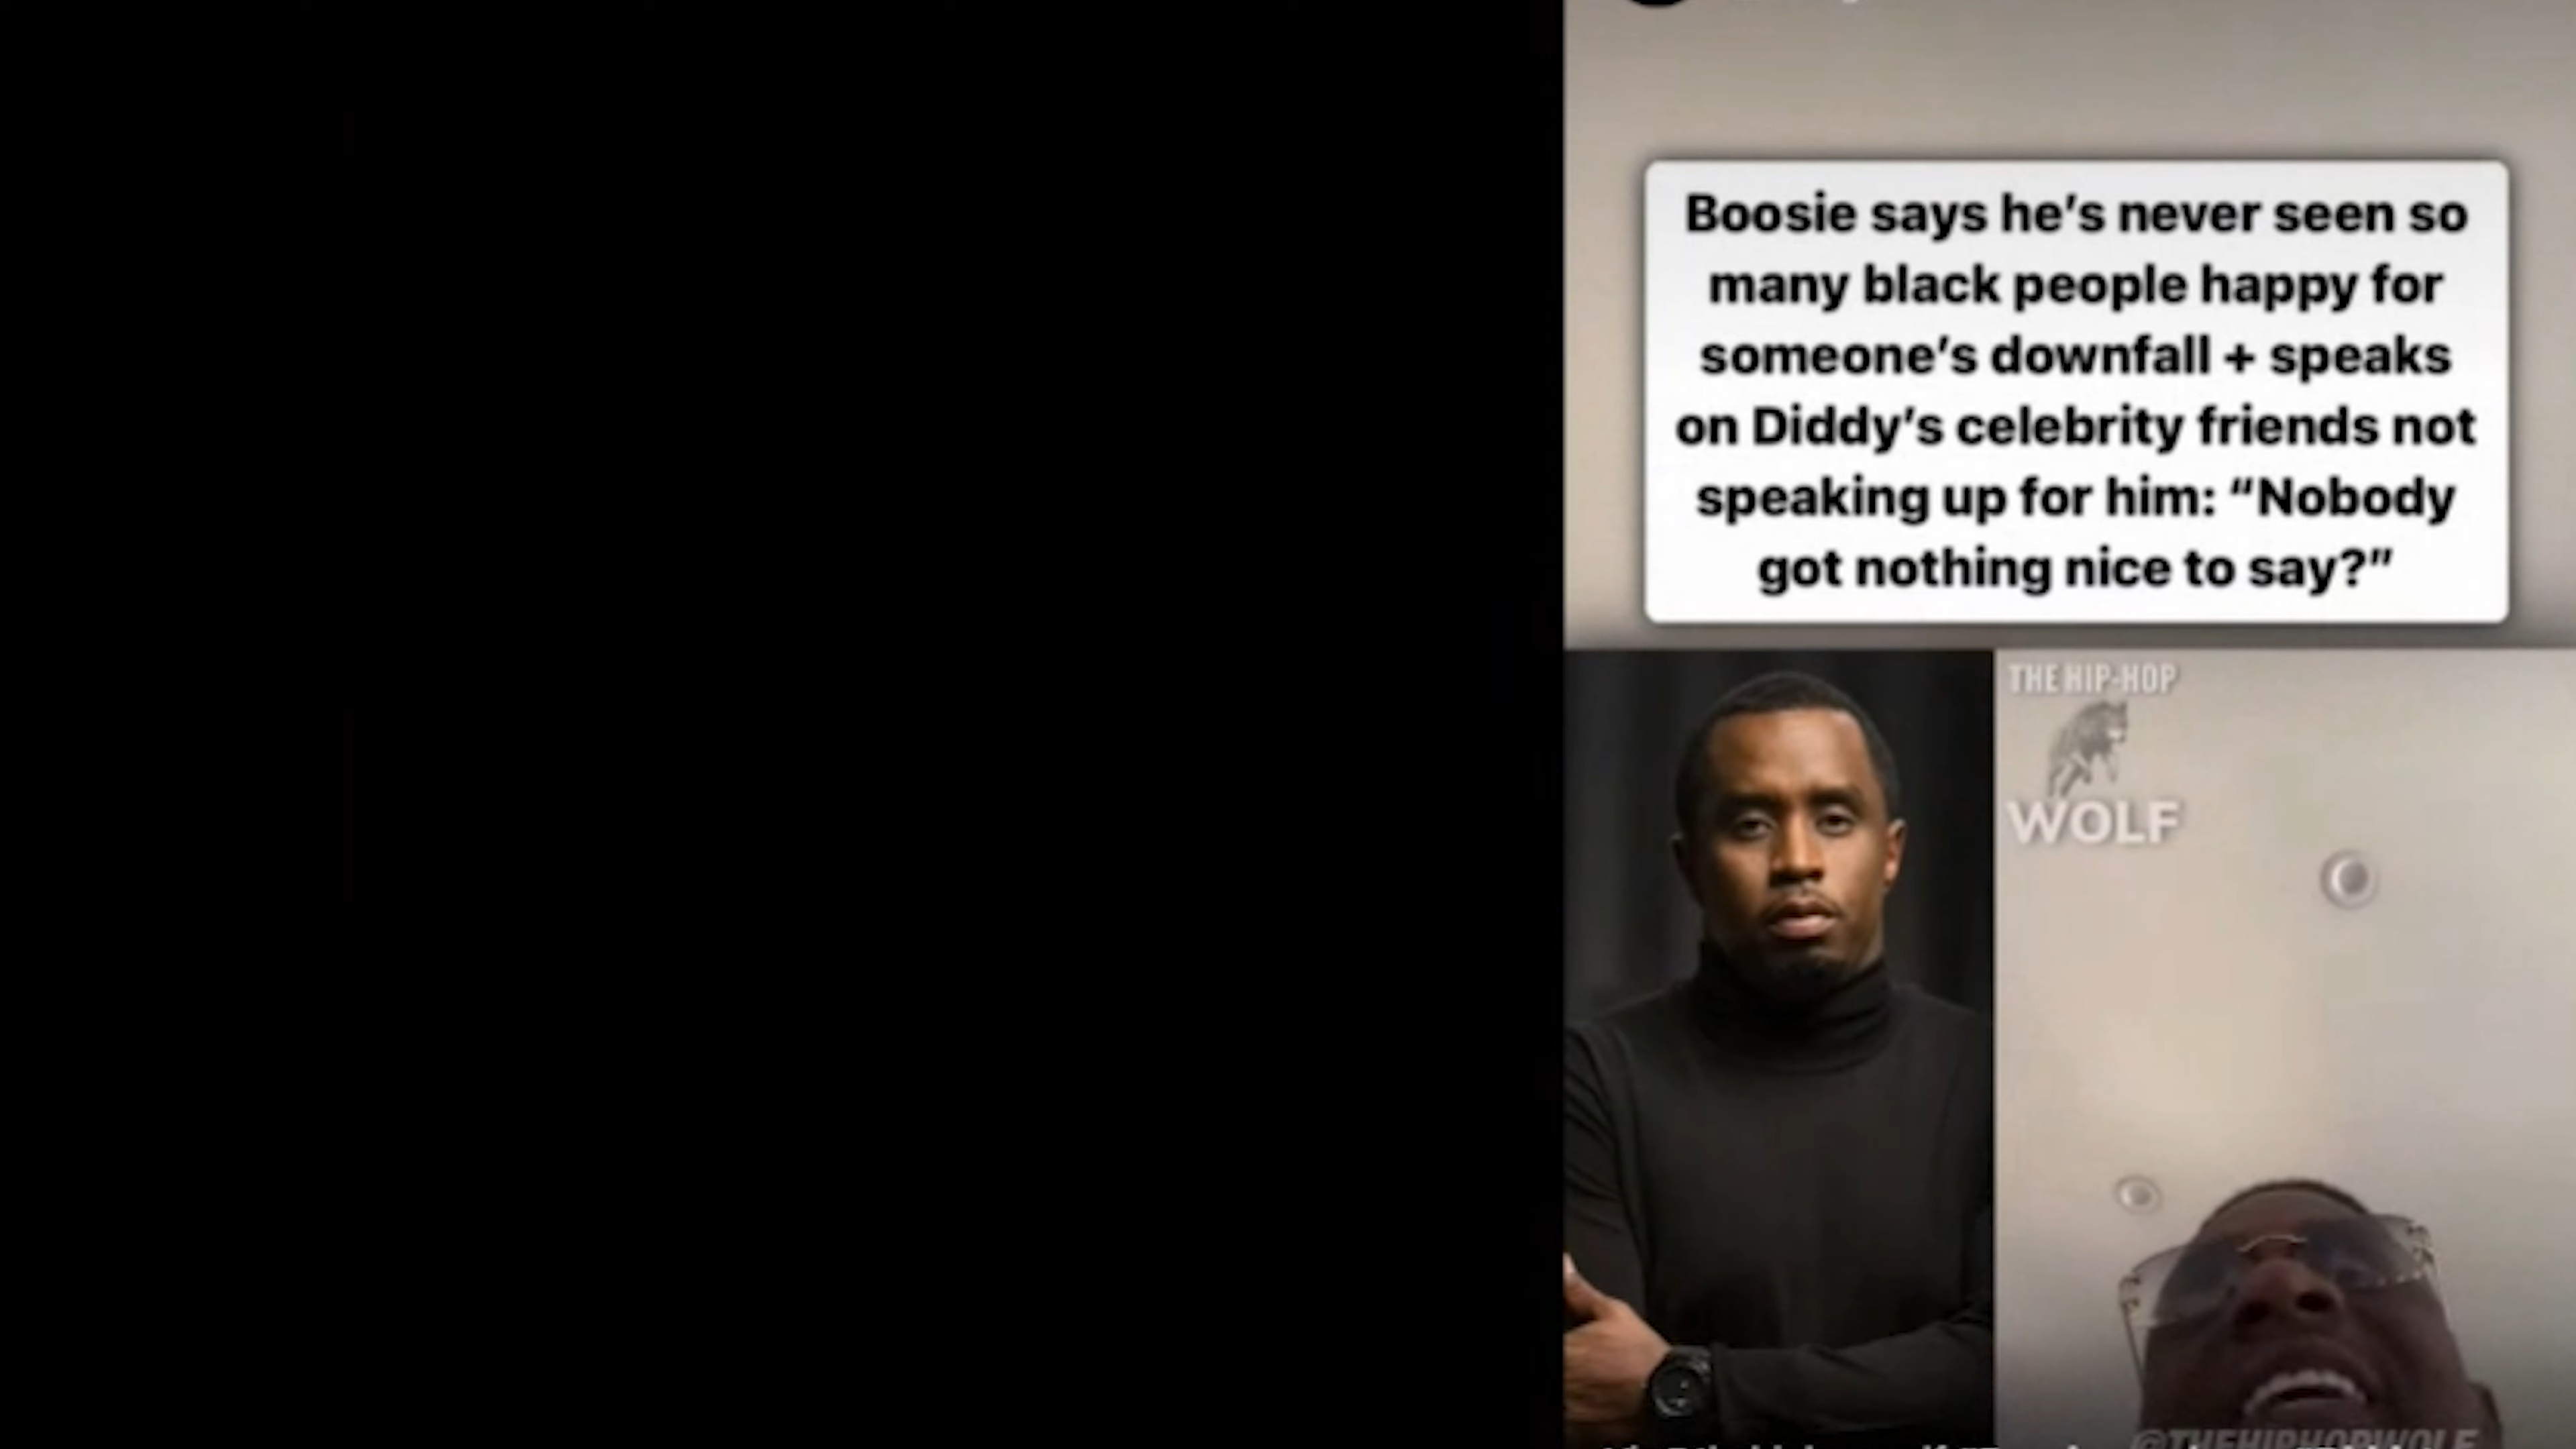 Boosie says he's never seen so
many black people happy for
someone's downfall + speaks
on Diddy's celebrity friends not
speaking up for him: “Nobody
got nothing nice to say?”
THE HIP-HOP
WOLF
@THEHIPHOPWOLF